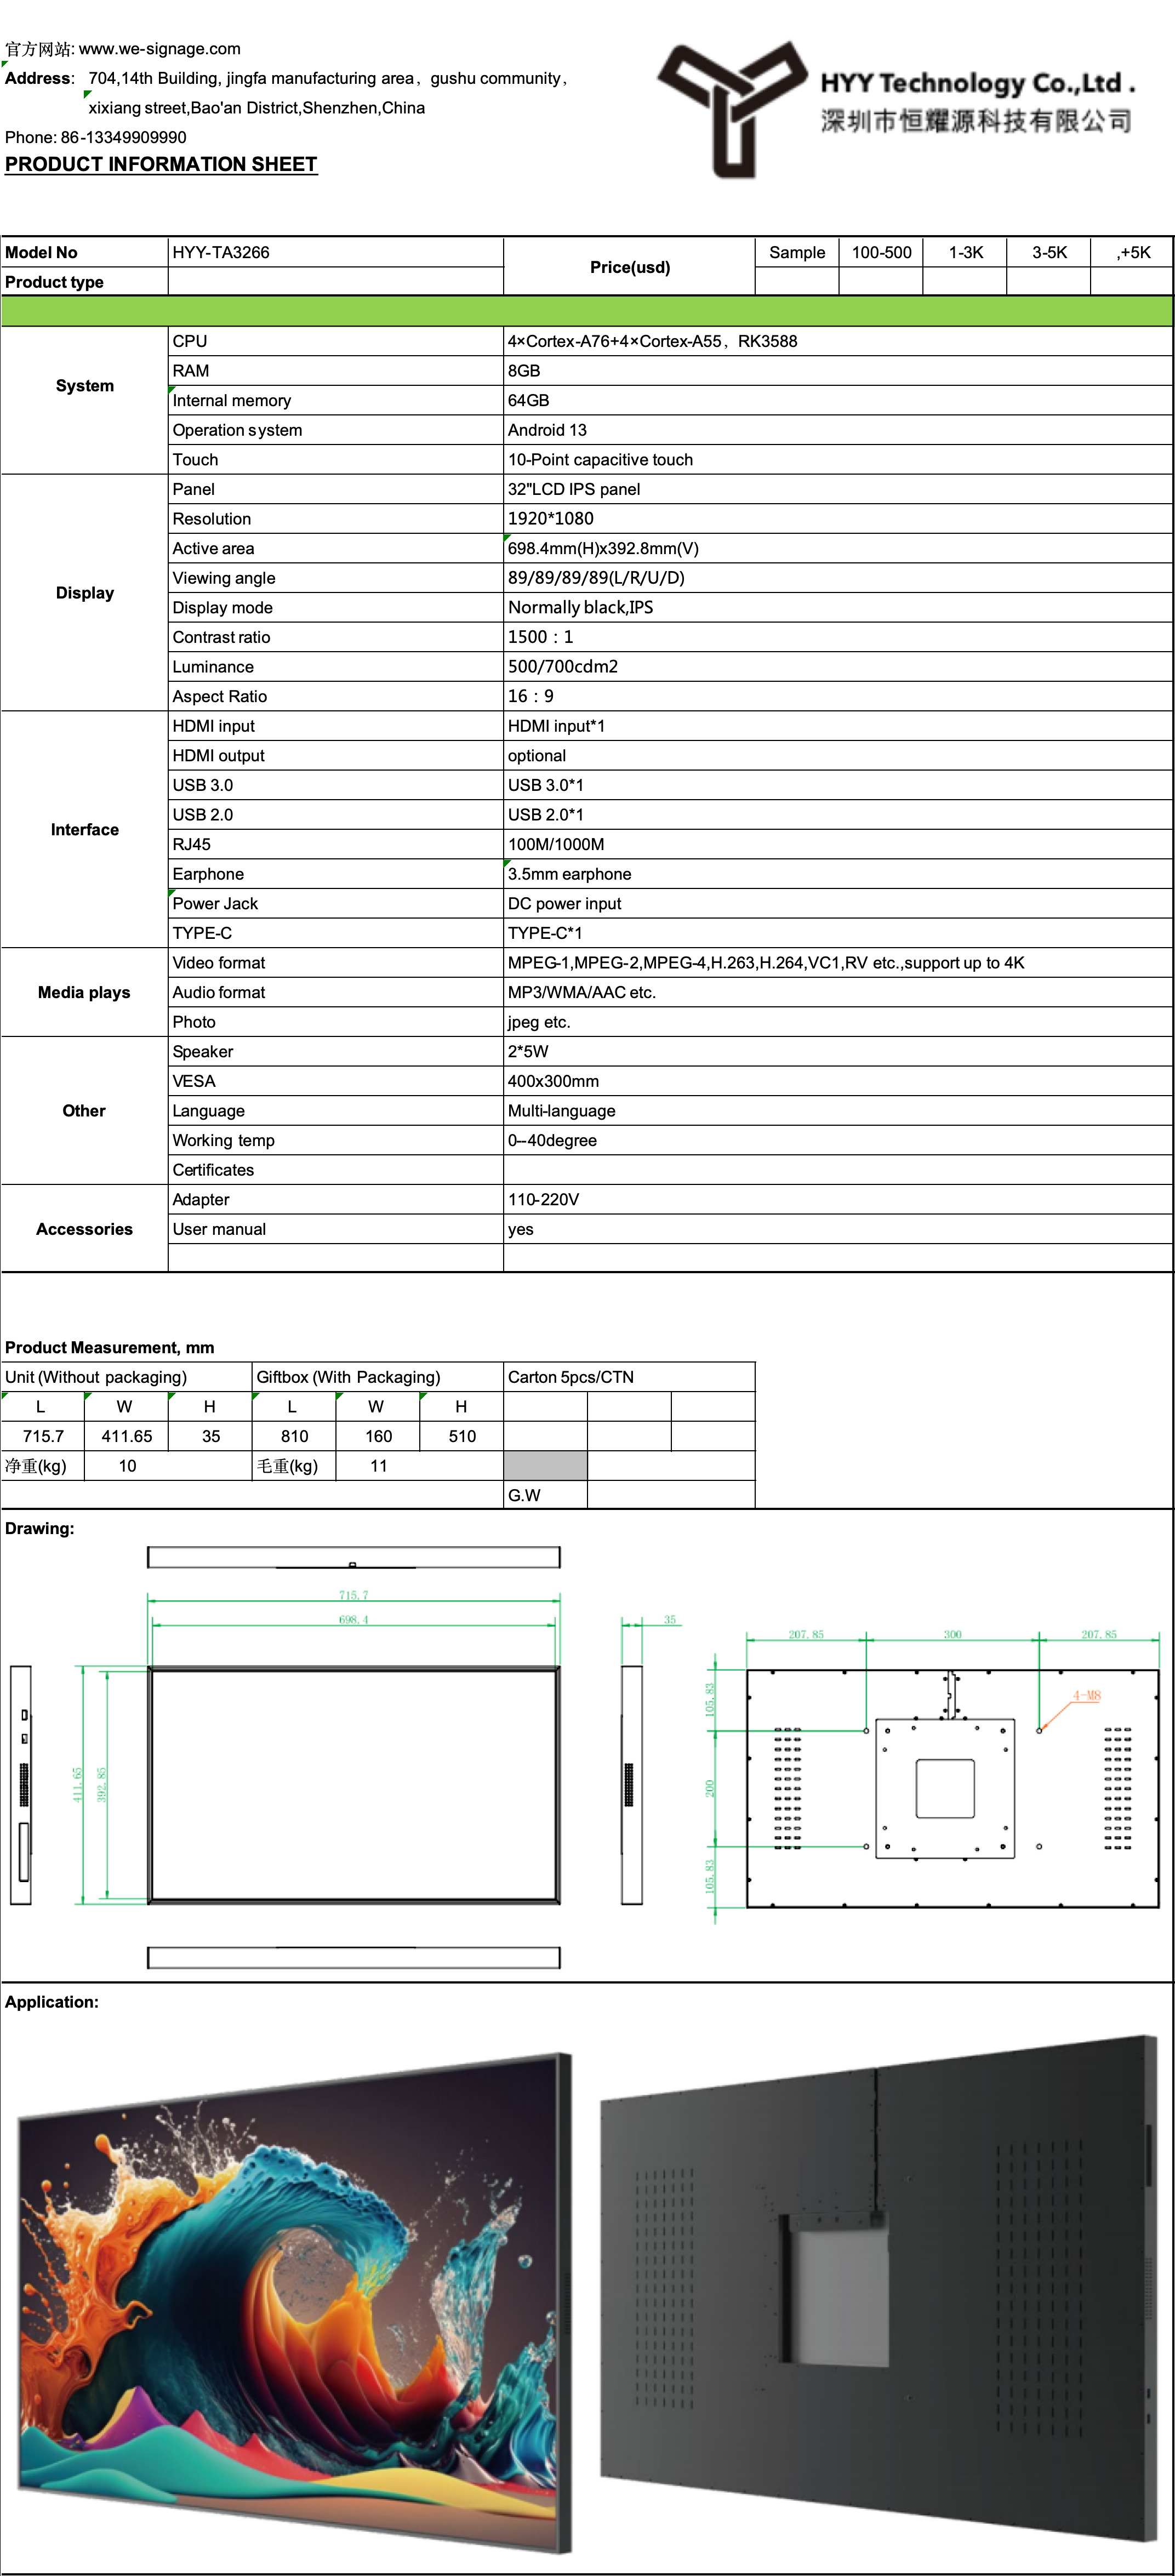 官方网站: www.we-signage.com
Address: 704,14th Building, jingfa manufacturing area, gushu community,
xixiang street,Bao'an District,Shenzhen,China
Phone: 86-13349909990
PRODUCT INFORMATION SHEET
HYY Technology Co.,Ltd .
深圳市恒耀源科技有限公司
Model No HYY-TA3266 Price(usd) Sample 100-500 1-3K 3-5K ,+5K
Product type
System
CPU 4×Cortex-A76+4×Cortex-A55, RK3588
RAM 8GB
Internal memory 64GB
Operation system Android 13
Touch 10-Point capacitive touch
Display
Panel 32"LCD IPS panel
Resolution 1920*1080
Active area 698.4mm(H)x392.8mm(V)
Viewing angle 89/89/89/89(L/R/U/D)
Display mode Normally black,IPS
Contrast ratio 1500：1
Luminance 500/700cdm2
Aspect Ratio 16：9
Interface
HDMI input HDMI input*1
HDMI output optional
USB 3.0 USB 3.0*1
USB 2.0 USB 2.0*1
RJ45 100M/1000M
Earphone 3.5mm earphone
Power Jack DC power input
TYPE-C TYPE-C*1
Media plays
Video format MPEG-1,MPEG-2,MPEG-4,H.263,H.264,VC1,RV etc.,support up to 4K
Audio format MP3/WMA/AAC etc.
Photo jpeg etc.
Other
Speaker 2*5W
VESA 400x300mm
Language Multi-language
Working temp 0--40degree
Certificates
Accessories
Adapter 110-220V
User manual yes
Product Measurement, mm
Unit (Without packaging) Giftbox (With Packaging) Carton 5pcs/CTN
L W H L W H
715.7 411.65 35 810 160 510
净重(kg) 10 毛重(kg) 11
G.W
Drawing:
715.7
698.4
35
207.85 300 207.85
105.83
4-M8
411.65
392.85
200
105.83
Application: